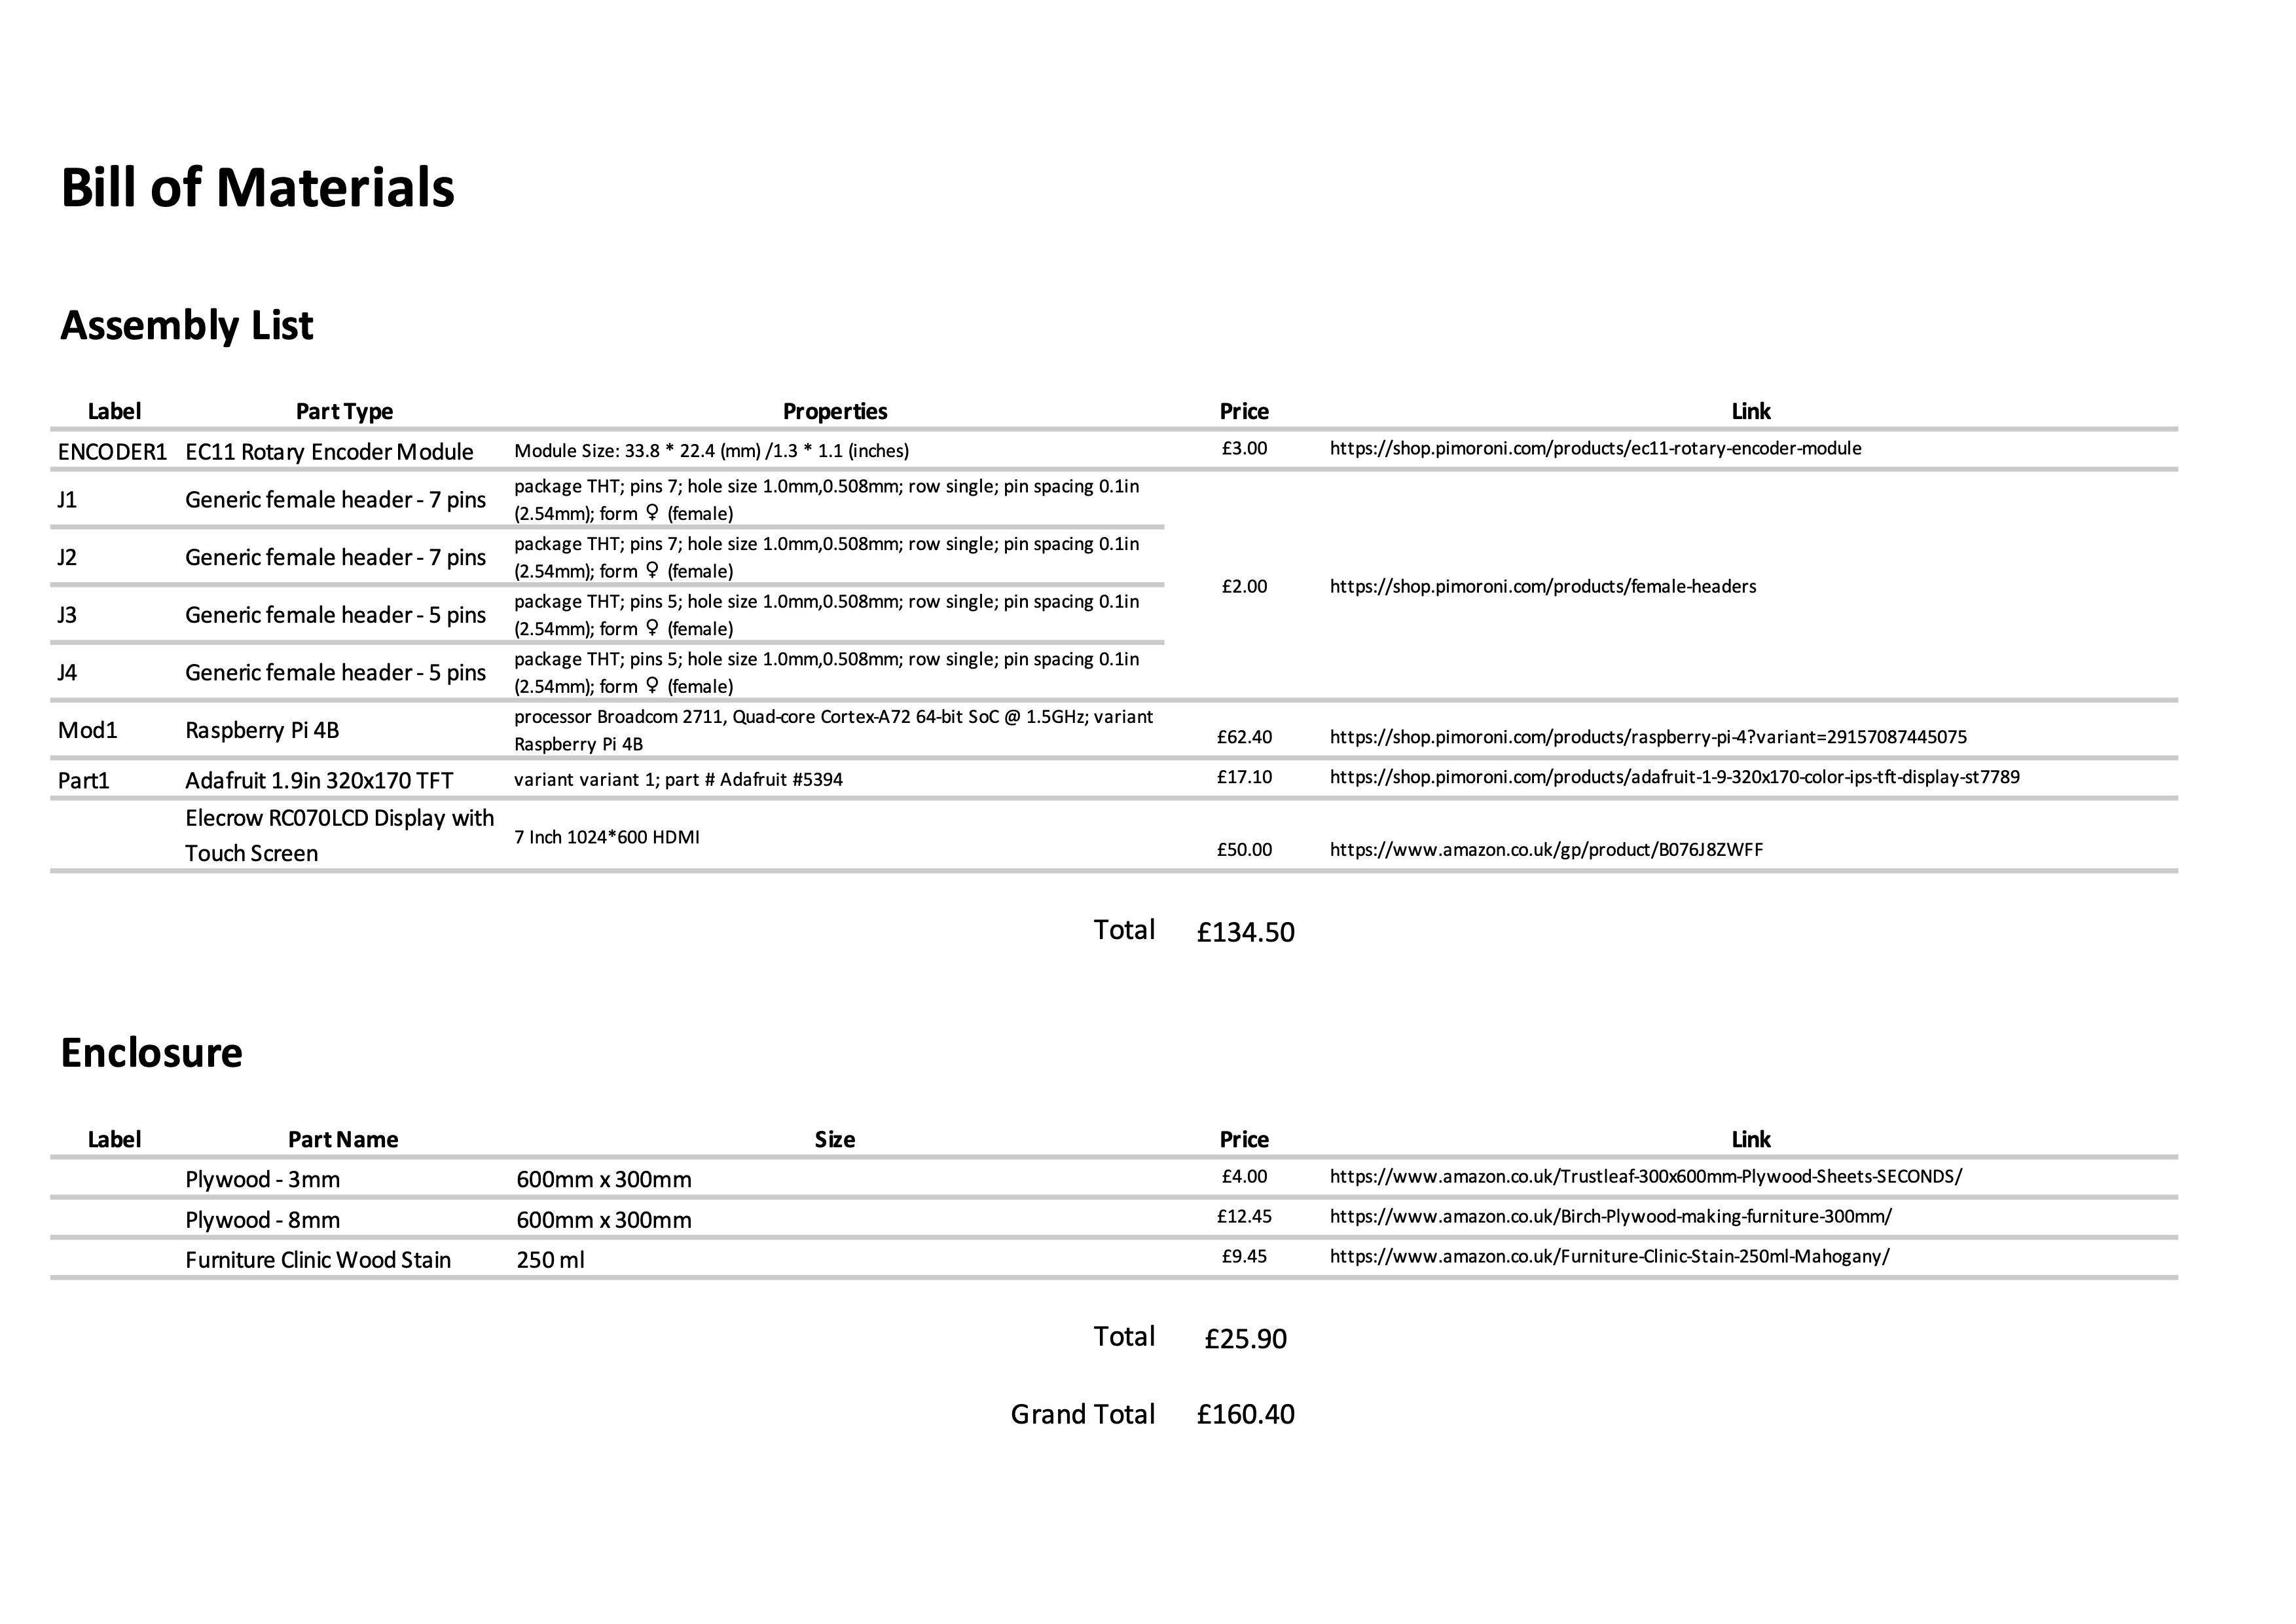 Bill of Materials
Assembly List
Label Part Type Properties Price Link
ENCODER1 EC11 Rotary Encoder Module Module Size: 33.8 * 22.4 (mm) /1.3 * 1.1 (inches) £3.00 https://shop.pimoroni.com/products/ec11-rotary-encoder-module
J1 Generic female header - 7 pins package THT; pins 7; hole size 1.0mm,0.508mm; row single; pin spacing 0.1in
(2.54mm); form ♀ (female)
J2 Generic female header - 7 pins package THT; pins 7; hole size 1.0mm,0.508mm; row single; pin spacing 0.1in
(2.54mm); form ♀ (female)
£2.00 https://shop.pimoroni.com/products/female-headers
J3 Generic female header - 5 pins package THT; pins 5; hole size 1.0mm,0.508mm; row single; pin spacing 0.1in
(2.54mm); form ♀ (female)
J4 Generic female header - 5 pins package THT; pins 5; hole size 1.0mm,0.508mm; row single; pin spacing 0.1in
(2.54mm); form ♀ (female)
Mod1 Raspberry Pi 4B processor Broadcom 2711, Quad-core Cortex-A72 64-bit SoC @ 1.5GHz; variant
Raspberry Pi 4B £62.40 https://shop.pimoroni.com/products/raspberry-pi-4?variant=29157087445075
Part1 Adafruit 1.9in 320x170 TFT variant variant 1; part # Adafruit #5394 £17.10 https://shop.pimoroni.com/products/adafruit-1-9-320x170-color-ips-tft-display-st7789
Elecrow RC070LCD Display with
Touch Screen 7 Inch 1024*600 HDMI £50.00 https://www.amazon.co.uk/gp/product/B076J8ZWFF
Total £134.50
Enclosure
Label Part Name Size Price Link
Plywood - 3mm 600mm x 300mm £4.00 https://www.amazon.co.uk/Trustleaf-300x600mm-Plywood-Sheets-SECONDS/
Plywood - 8mm 600mm x 300mm £12.45 https://www.amazon.co.uk/Birch-Plywood-making-furniture-300mm/
Furniture Clinic Wood Stain 250 ml £9.45 https://www.amazon.co.uk/Furniture-Clinic-Stain-250ml-Mahogany/
Total £25.90
Grand Total £160.40